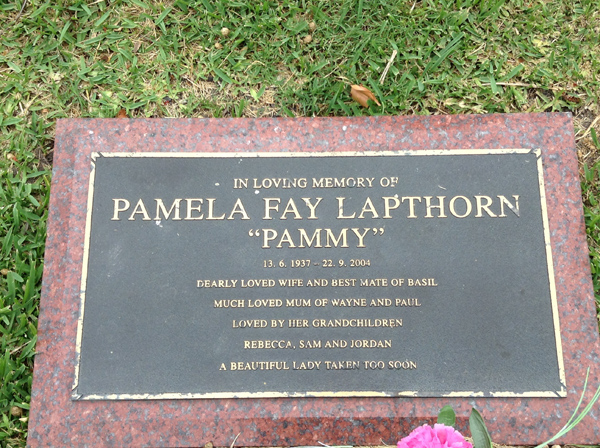 IN LOVING MEMORY OF
PAMELA FAY LAPTHORN
"PAMMY"
13. 6. 1937 - 22. 9. 2004
DEARLY LOVED WIFE AND BEST MATE OF BASIL
MUCH LOVED MUM OF WAYNE AND PAUL
LOVED BY HER GRANDCHILDREN
REBECCA, SAM AND JORDAN
A BEAUTIFUL LADY TAKEN TOO SOON